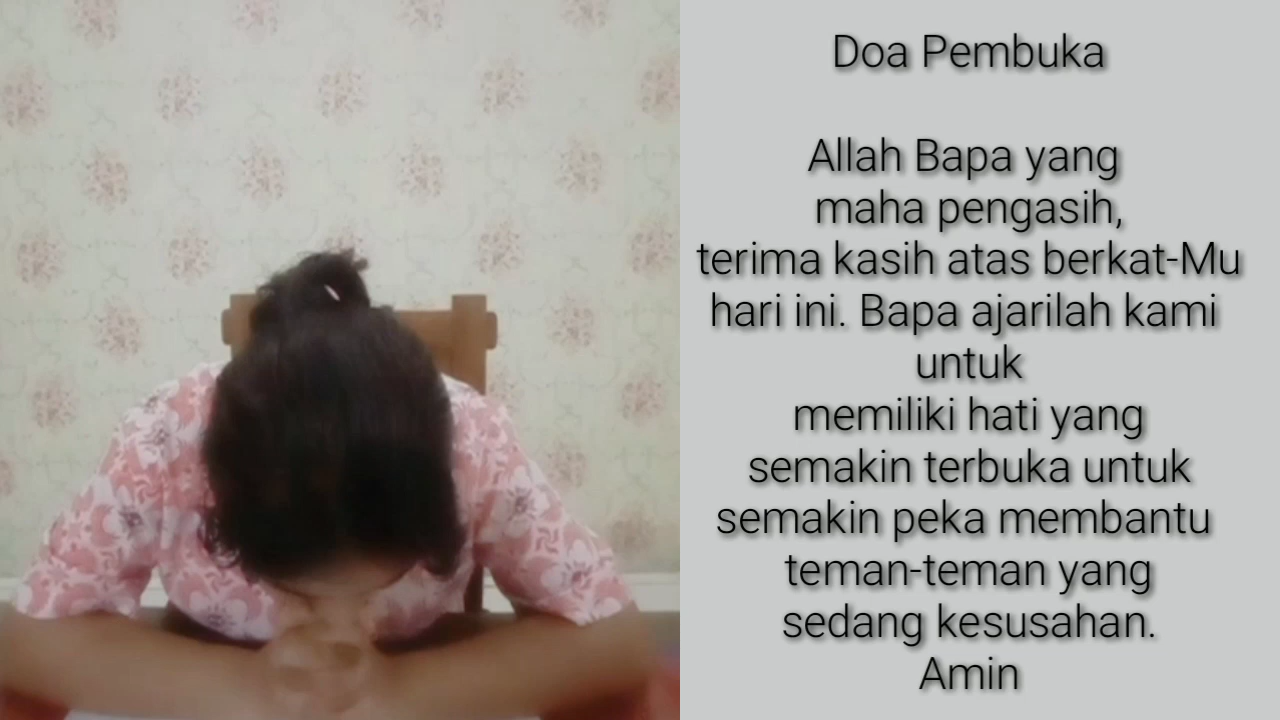 Doa Pembuka
Allah Bapa yang
maha pengasih,
terima kasih atas berkat-Mu
hari ini. Bapa ajarilah kami
untuk
memiliki hati yang
semakin terbuka untuk
semakin peka membantu
teman-teman yang
sedang kesusahan.
Amin